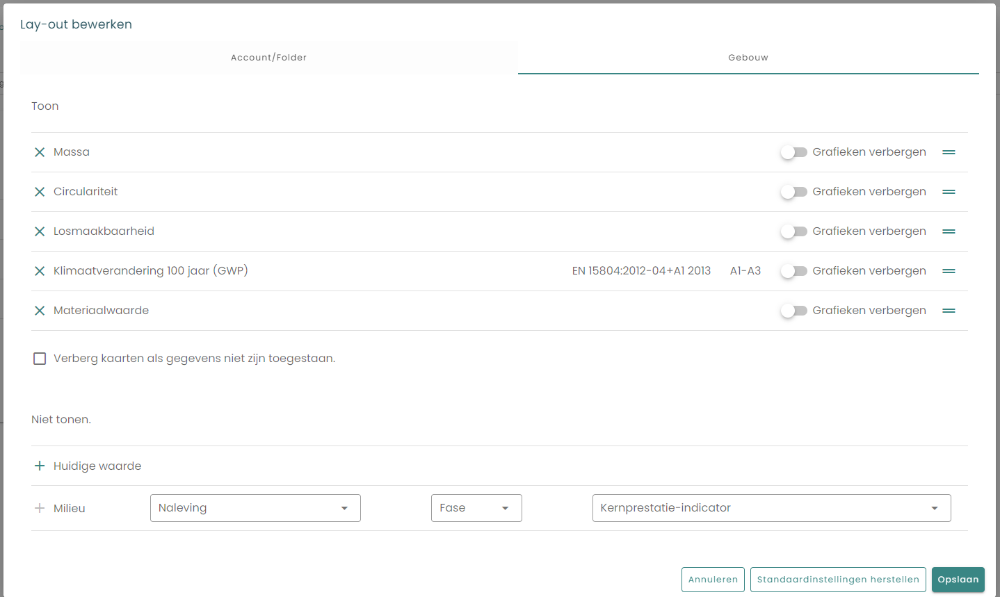 Lay-out bewerken
Account/Folder
Gebouw
Toon
Massa
Grafieken verbergen
Circulariteit
Grafieken verbergen
Losmaakbaarheid
Grafieken verbergen
Klimaatverandering 100 jaar (GWP)
EN 15804:2012-04+A1 2013
A1-A3
Grafieken verbergen
Materiaalwaarde
Grafieken verbergen
Verberg kaarten als gegevens niet zijn toegestaan.
Niet tonen.
Huidige waarde
Milieu
Naleving
Fase
Kernprestatie-indicator
Annuleren
Standaardinstellingen herstellen
Opslaan